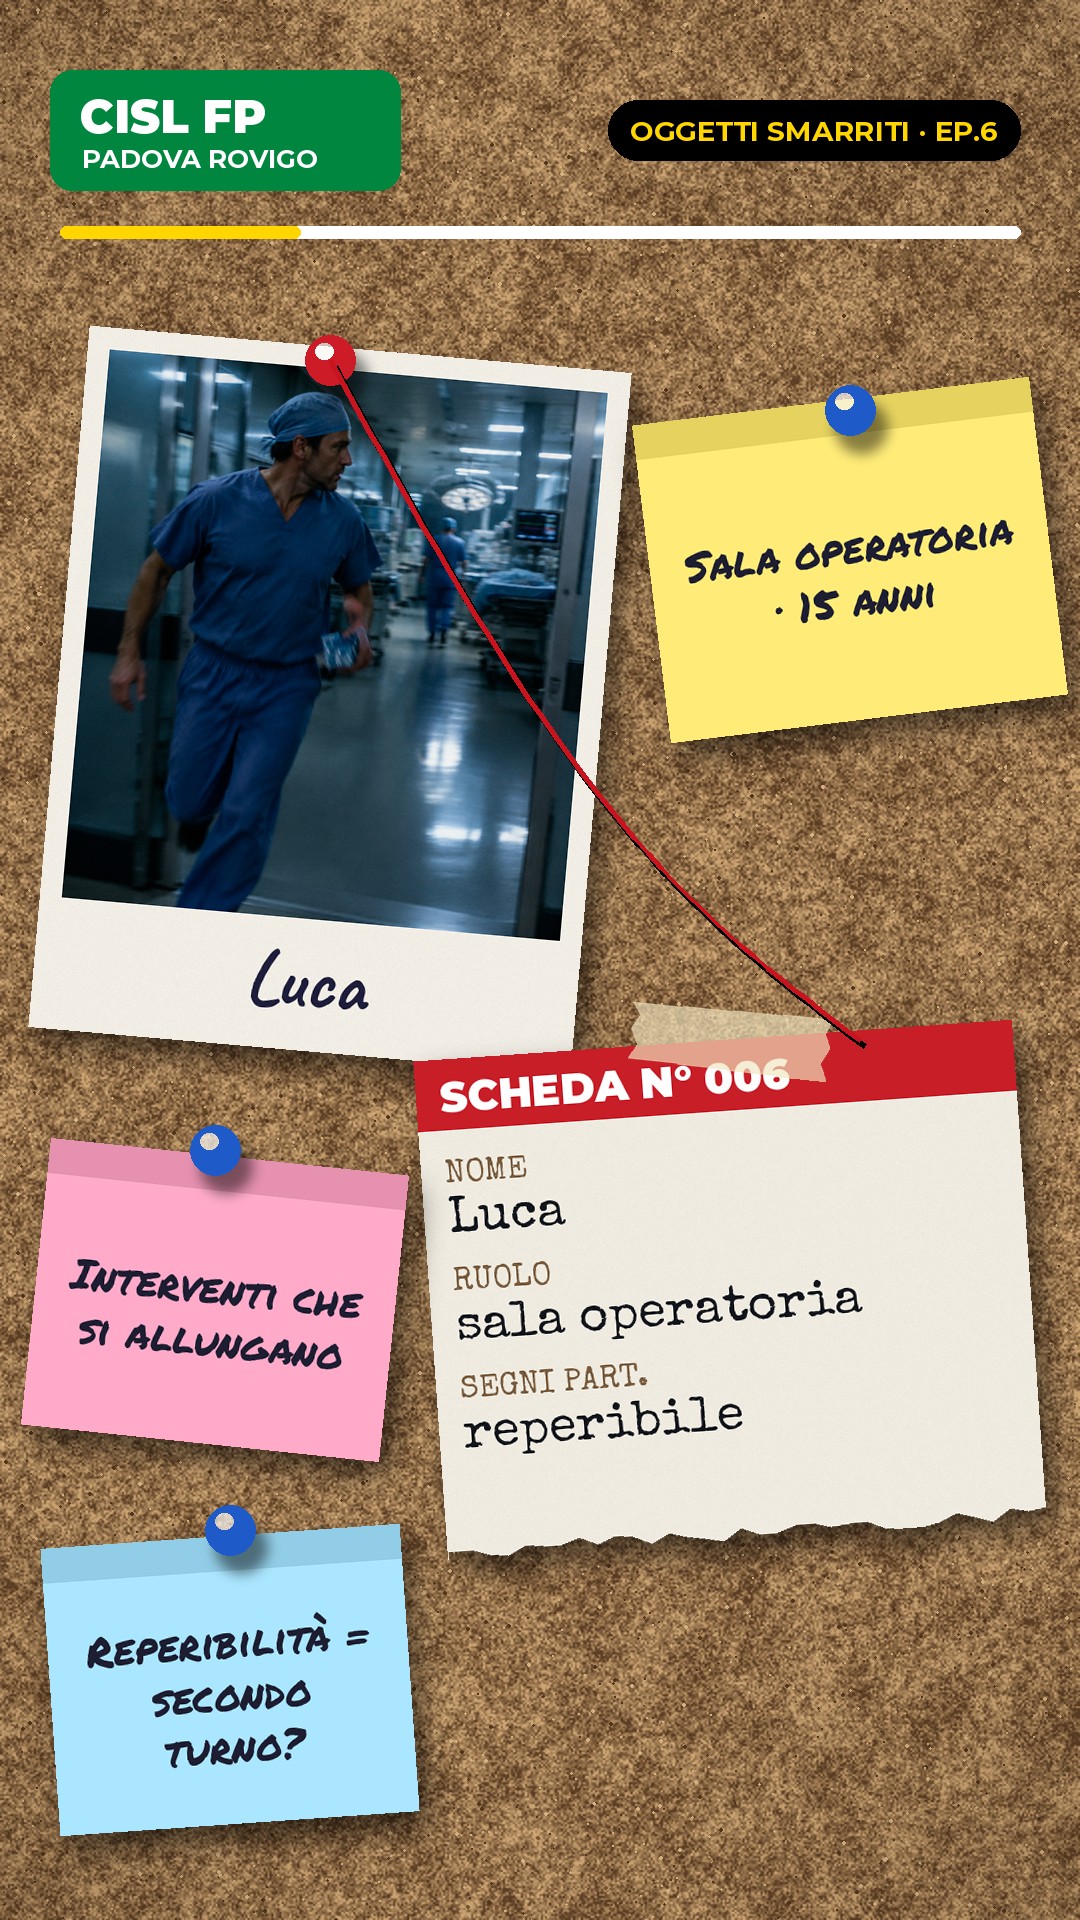 CISL FP
PADOVA ROVIGO
OGGETTI SMARRITI · EP.6
SALA OPERATORIA
· 15 ANNI
Luca
SCHEDA N° 006
NOME
Luca
RUOLO
sala operatoria
SEGNI PART.
reperibile
INTERVENTI CHE
SI ALLUNGANO
REPERIBILITÀ =
SECONDO
TURNO?